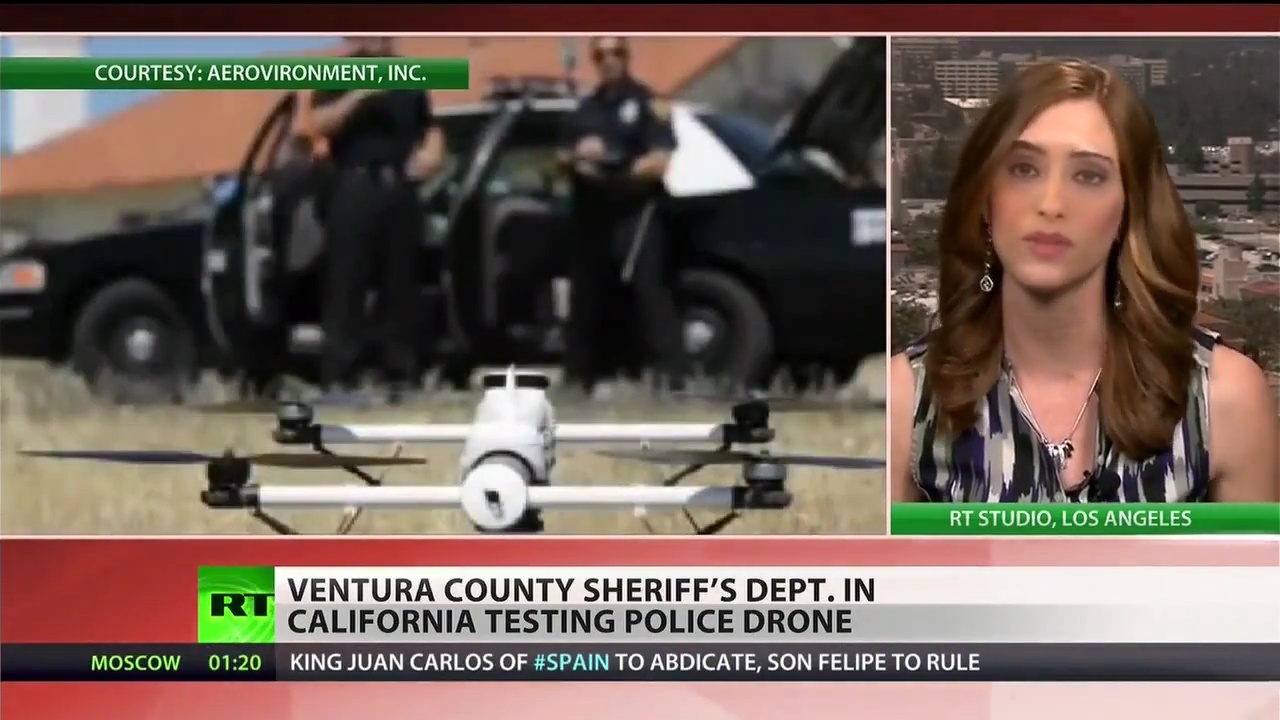 COURTESY: AEROVIRONMENT, INC.
RT STUDIO, LOS ANGELES
RT
VENTURA COUNTY SHERIFF'S DEPT. IN
CALIFORNIA TESTING POLICE DRONE
MOSCOW 01:20 KING JUAN CARLOS OF #SPAIN TO ABDICATE, SON FELIPE TO RULE